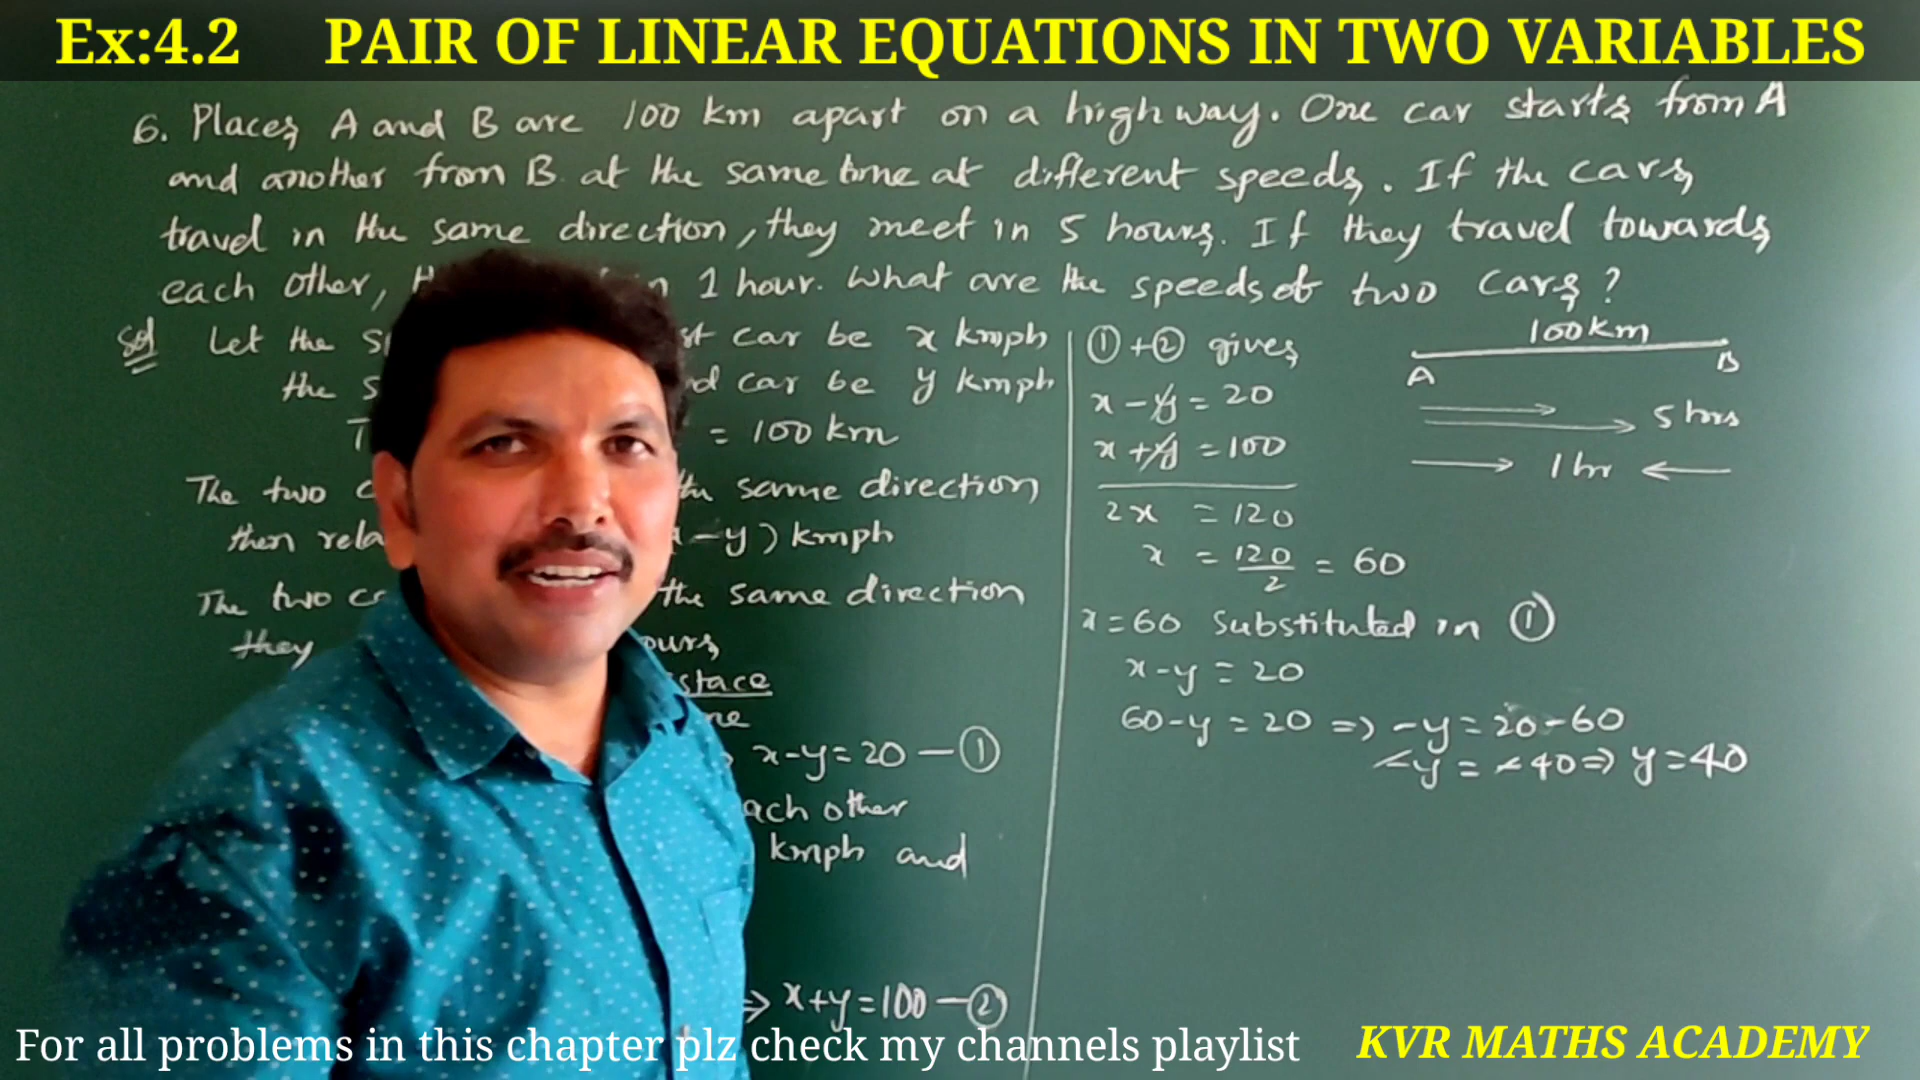 Ex:4.2 PAIR OF LINEAR EQUATIONS IN TWO VARIABLES
6. Places A and B are 100 km apart on a highway. One car starts from A
and another from B at the same time at different speeds. If the cars
travel in the same direction, they meet in 5 hours. If they travel towards
each other, 1 hour. What are the speeds of two cars?
Sol Let the car be x kmph
the car be y kmph
= 100 km
The two the same direction
then -y) kmph
The two the same direction
they
x-y=20 — ①
each other
kmph and
⇒ x+y=100 — ②
① + ② gives
x - y = 20
x + y = 100
2x = 120
x = 120/2 = 60
x = 60 substituted in ①
x-y = 20
60-y = 20 ⇒ -y = 20-60
-y = -40 ⇒ y = 40
100 km
A B
5 hrs
1 hr
For all problems in this chapter plz check my channels playlist
KVR MATHS ACADEMY